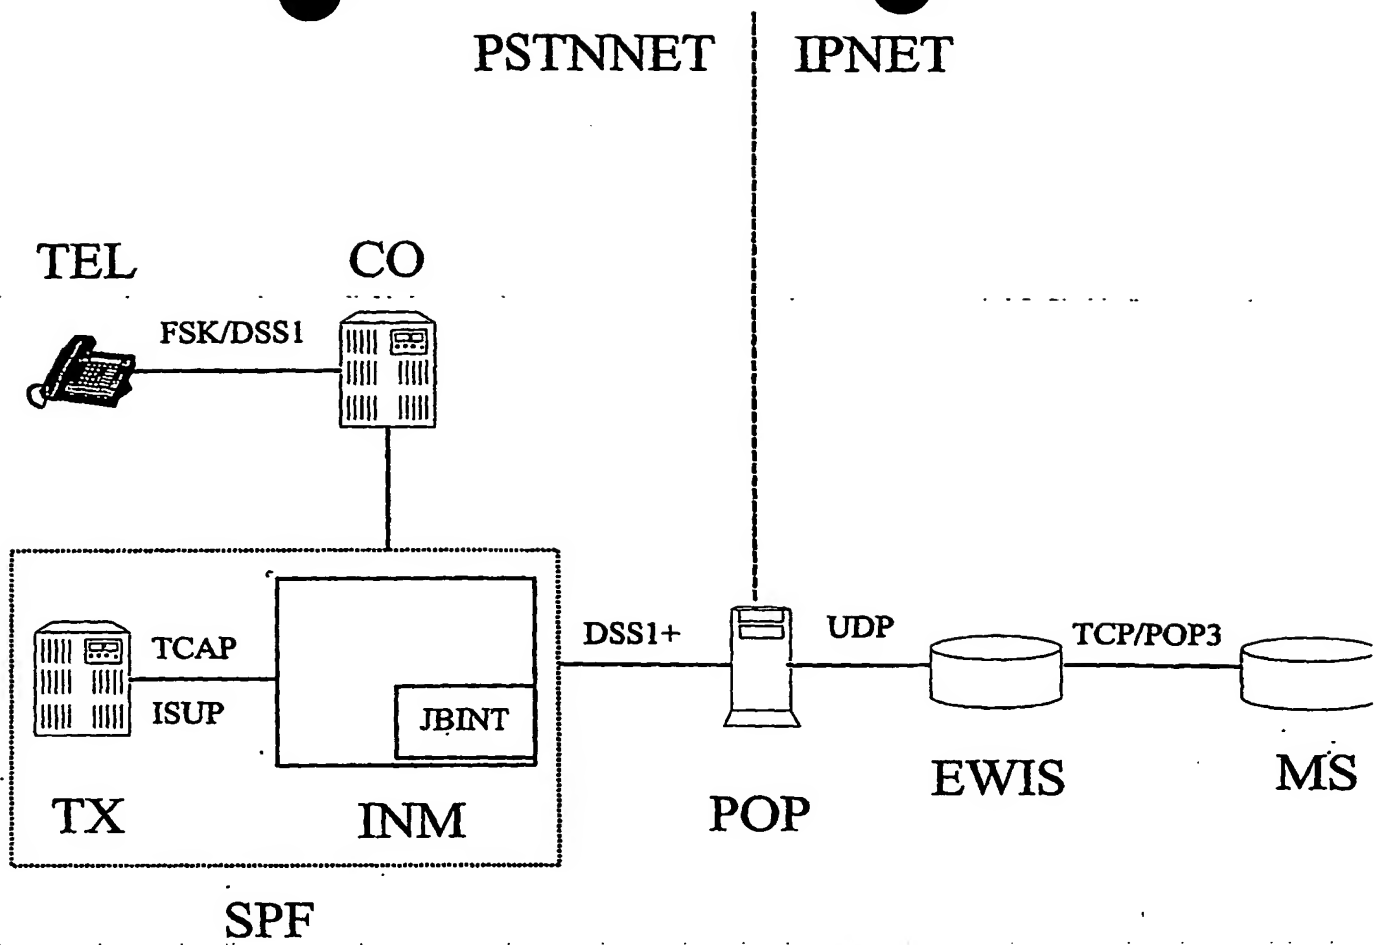 PSTNNET
IPNET
TEL
CO
FSK/DSS1
TCAP
ISUP
JBINT
DSS1+
UDP
TCP/POP3
TX
INM
POP
EWIS
MS
SPF